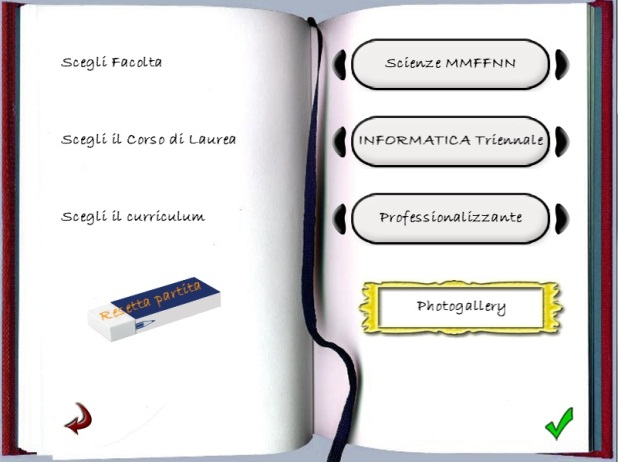 Scegli Facolta
Scienze MMFFNN
Scegli il Corso di Laurea
INFORMATICA Triennale
Scegli il curriculum
Professionalizzante
Resetta partita
Photogallery